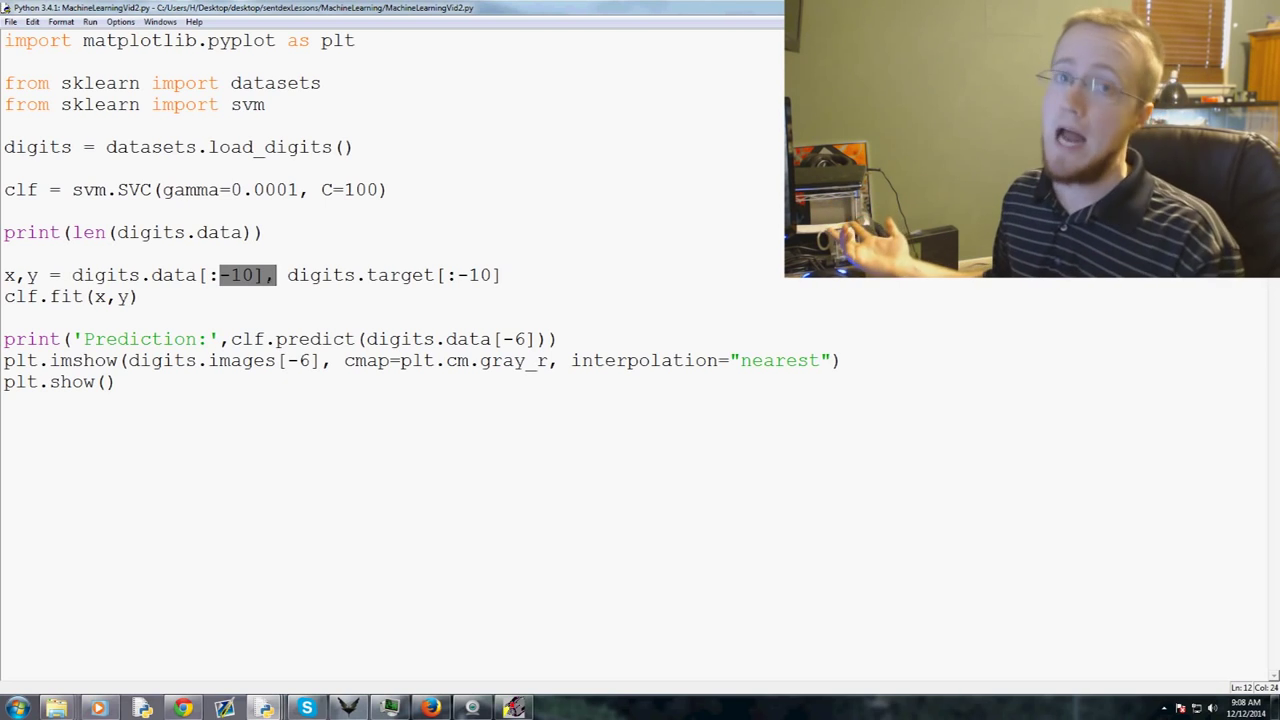 Python 3.4.1: MachineLearningVid2.py - C:/Users/H/Desktop/desktop/sentdexLessons/MachineLearning/MachineLearningVid2.py
File Edit Format Run Options Windows Help
import matplotlib.pyplot as plt
from sklearn import datasets
from sklearn import svm
digits = datasets.load_digits()
clf = svm.SVC(gamma=0.0001, C=100)
print(len(digits.data))
x,y = digits.data[:-10], digits.target[:-10]
clf.fit(x,y)
print('Prediction:',clf.predict(digits.data[-6]))
plt.imshow(digits.images[-6], cmap=plt.cm.gray_r, interpolation="nearest")
plt.show()
Ln: 12 Col: 24
9:08 AM
12/12/2014